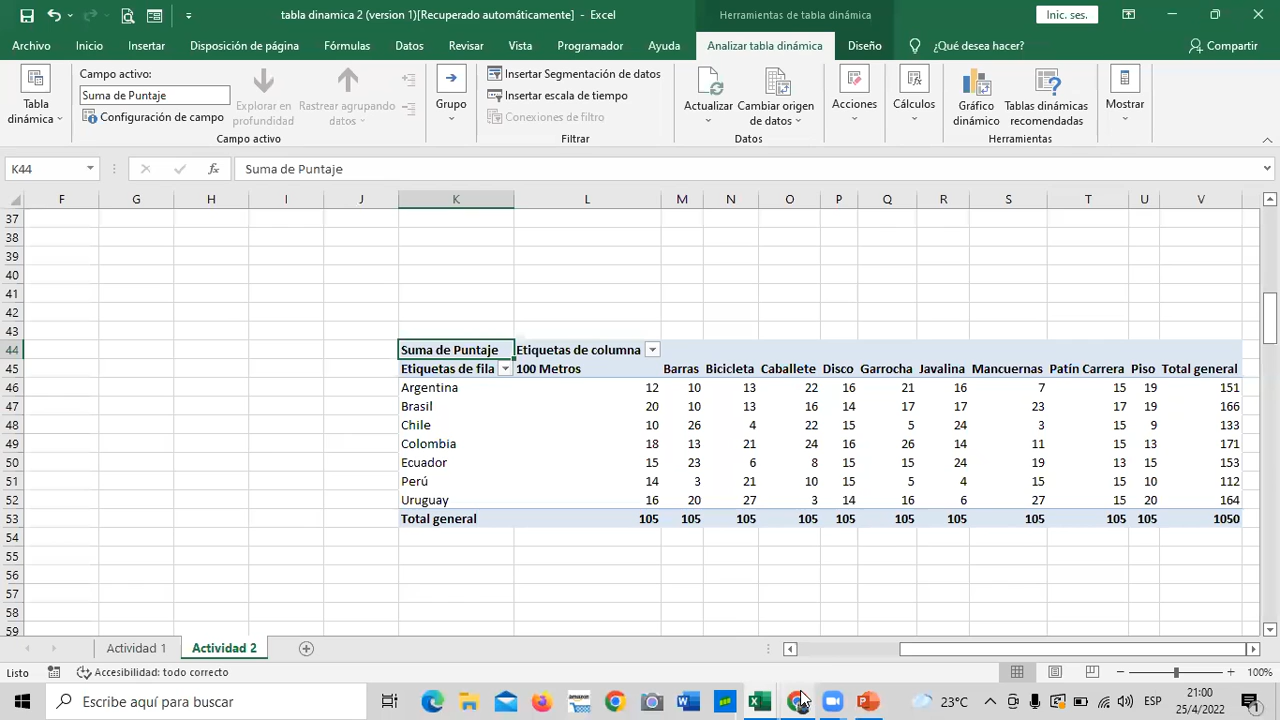 tabla dinamica 2 (version 1)[Recuperado automáticamente] - Excel
Herramientas de tabla dinámica
Inic. ses.
Archivo Inicio Insertar Disposición de página Fórmulas Datos Revisar Vista Programador Ayuda Analizar tabla dinámica Diseño ¿Qué desea hacer? Compartir
Tabla dinámica
Campo activo:
Suma de Puntaje
Configuración de campo
Explorar en profundidad
Rastrear agrupando datos
Campo activo
Grupo
Insertar Segmentación de datos
Insertar escala de tiempo
Conexiones de filtro
Filtrar
Actualizar
Cambiar origen de datos
Datos
Acciones
Cálculos
Gráfico dinámico
Tablas dinámicas recomendadas
Herramientas
Mostrar
K44 fx Suma de Puntaje
F G H I J K L M N O P Q R S T U V
37
38
39
40
41
42
43
44 Suma de Puntaje Etiquetas de columna
45 Etiquetas de fila 100 Metros Barras Bicicleta Caballete Disco Garrocha Javalina Mancuernas Patín Carrera Piso Total general
46 Argentina 12 10 13 22 16 21 16 7 15 19 151
47 Brasil 20 10 13 16 14 17 17 23 17 19 166
48 Chile 10 26 4 22 15 5 24 3 15 9 133
49 Colombia 18 13 21 24 16 26 14 11 15 13 171
50 Ecuador 15 23 6 8 15 15 24 19 13 15 153
51 Perú 14 3 21 10 15 5 4 15 15 10 112
52 Uruguay 16 20 27 3 14 16 6 27 15 20 164
53 Total general 105 105 105 105 105 105 105 105 105 105 1050
54
55
56
57
58
59
Actividad 1 Actividad 2
Listo Accesibilidad: todo correcto 100%
Escribe aquí para buscar
amazon
23°C
ESP
21:00
25/4/2022
1